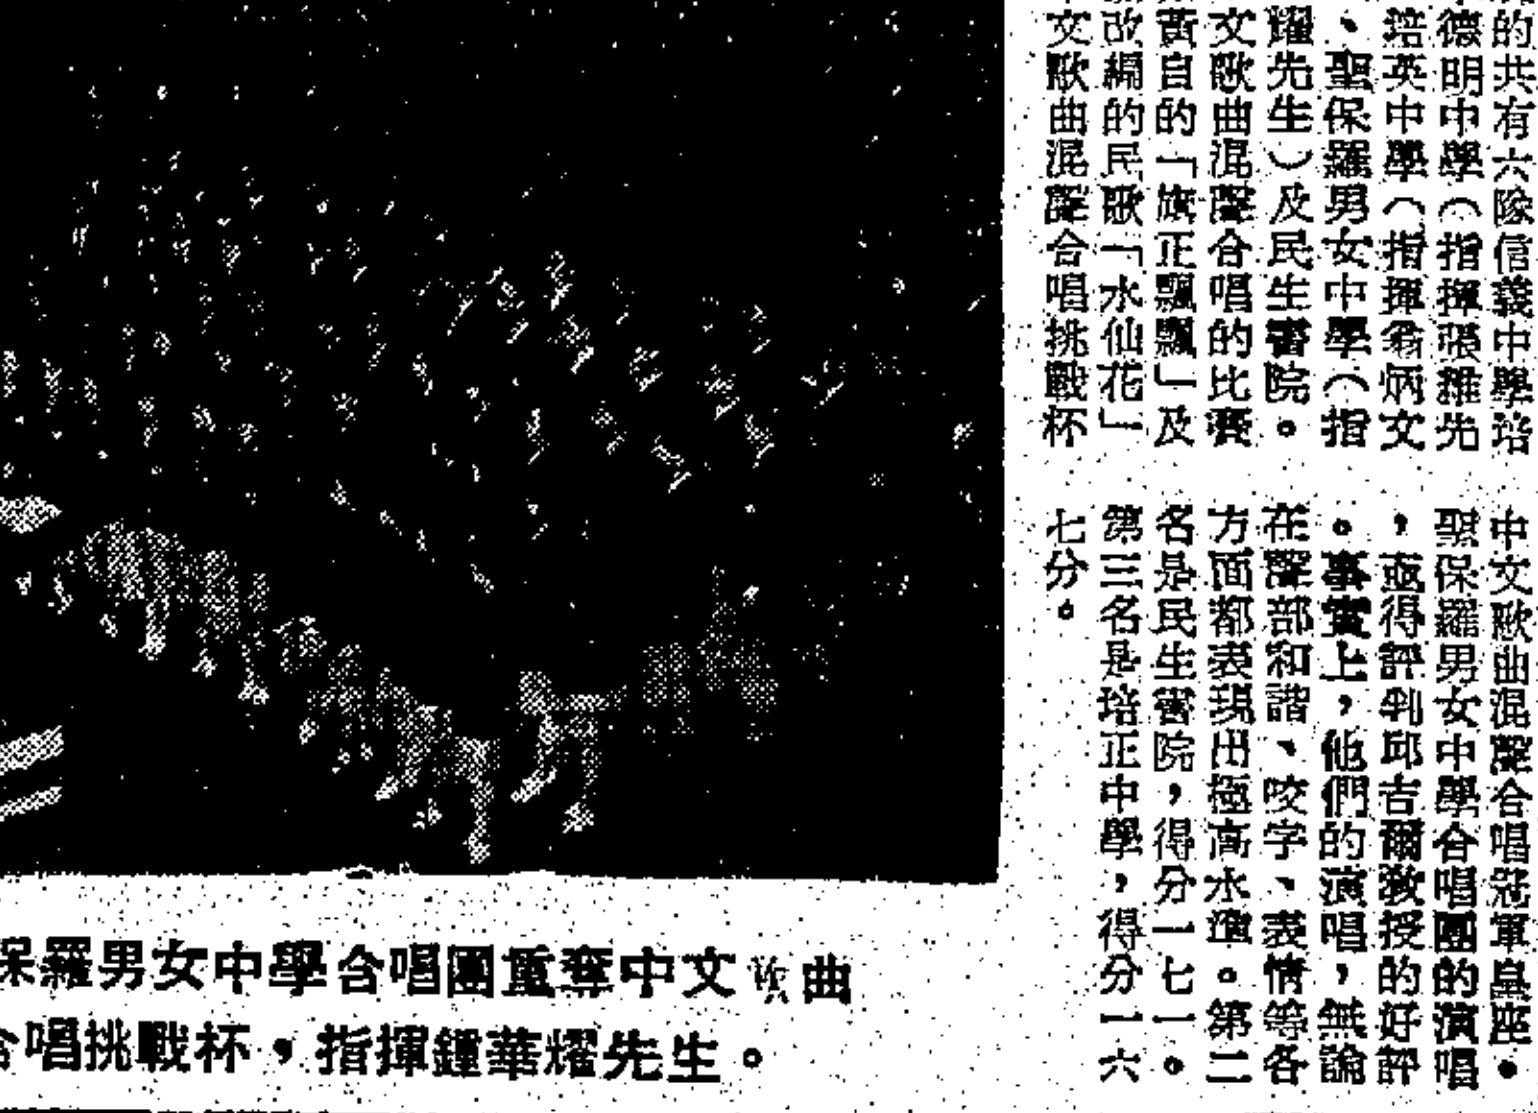 的共有六隊信義中學培
德明中學（指揮 先
培英中學（指揮翁炳女
、聖保羅男女中學（指
耀先生）及民生書院。
文歌曲混聲合唱的比賽
黃自的「旗正飄飄」及
改編的民歌「水仙花」
文歌曲混聲合唱挑戰杯
中文歌曲混聲合唱冠軍皇座。
聖保羅男女中學合唱團的演唱
，並得評判邱吉爾教授的好評
。事實上，他們的演唱，無論
在聲部和諧、咬字、表情等各
方面都表現出極高水準。第二
名是民生書院，得分一七一。
第三名是培正中學，得分一六
七分。
保羅男女中學合唱團重奪中文歌曲
合唱挑戰杯，指揮鍾華耀先生。